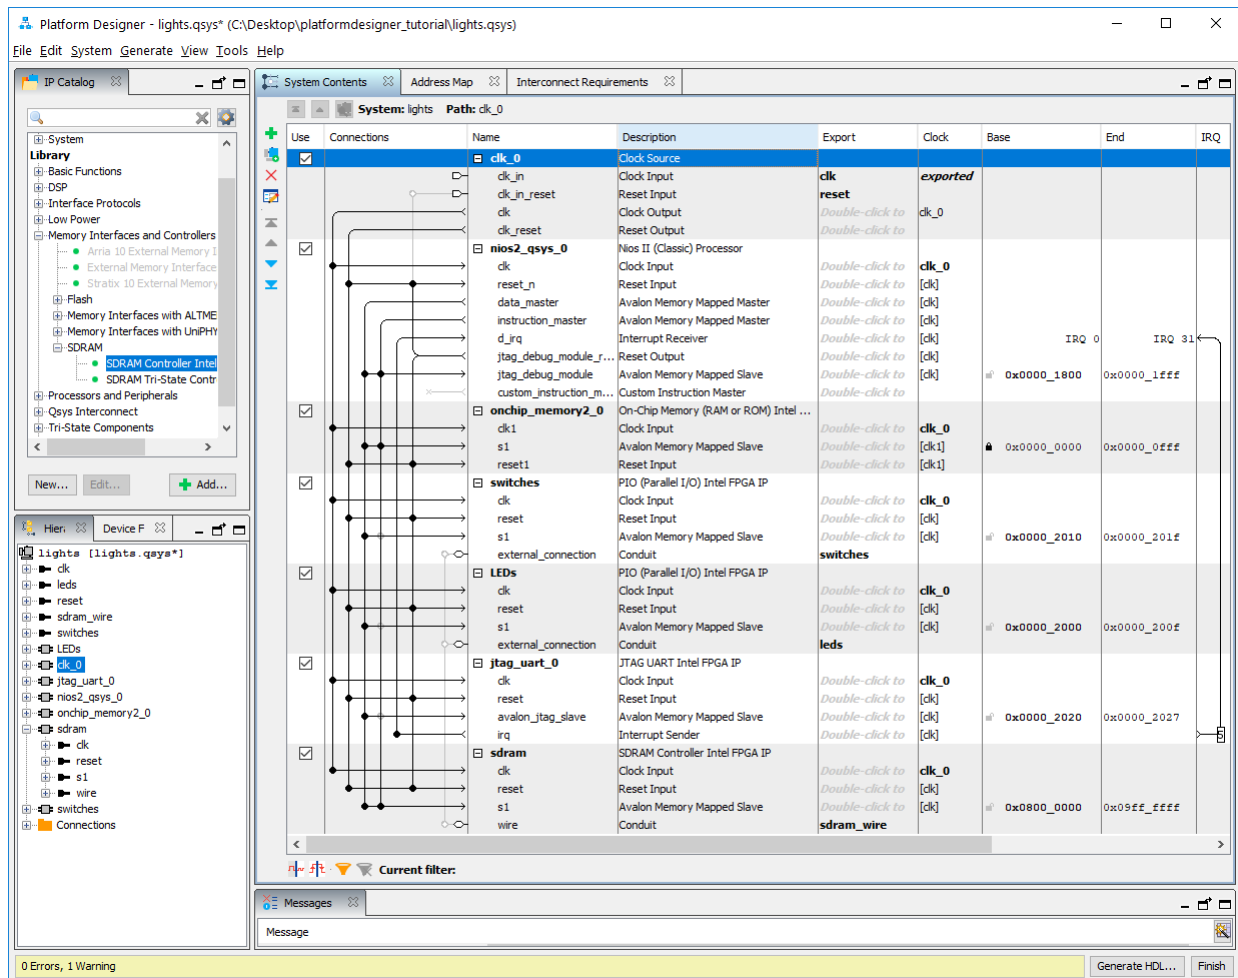 Platform Designer - lights.qsys* (C:\Desktop\platformdesigner_tutorial\lights.qsys)
File Edit System Generate View Tools Help
IP Catalog
System
Library
Basic Functions
DSP
Interface Protocols
Low Power
Memory Interfaces and Controllers
Arria 10 External Memory I
External Memory Interface
Stratix 10 External Memory
Flash
Memory Interfaces with ALTME
Memory Interfaces with UniPHY
SDRAM
SDRAM Controller Intel
SDRAM Tri-State Contr
Processors and Peripherals
Qsys Interconnect
Tri-State Components
New... Edit... Add...
Hier. Device F
lights [lights.qsys*]
clk
leds
reset
sdram_wire
switches
LEDs
clk_0
jtag_uart_0
nios2_qsys_0
onchip_memory2_0
sdram
clk
reset
s1
wire
switches
Connections
System Contents Address Map Interconnect Requirements
System: lights Path: clk_0
Use Connections Name Description Export Clock Base End IRQ
clk_0 Clock Source
clk_in Clock Input clk exported
clk_in_reset Reset Input reset
clk Clock Output Double-click to clk_0
clk_reset Reset Output Double-click to
nios2_qsys_0 Nios II (Classic) Processor
clk Clock Input Double-click to clk_0
reset_n Reset Input Double-click to [clk]
data_master Avalon Memory Mapped Master Double-click to [clk]
instruction_master Avalon Memory Mapped Master Double-click to [clk]
d_irq Interrupt Receiver Double-click to [clk] IRQ 0 IRQ 31
jtag_debug_module_r... Reset Output Double-click to [clk]
jtag_debug_module Avalon Memory Mapped Slave Double-click to [clk] 0x0000_1800 0x0000_1fff
custom_instruction_m... Custom Instruction Master Double-click to
onchip_memory2_0 On-Chip Memory (RAM or ROM) Intel ...
clk1 Clock Input Double-click to clk_0
s1 Avalon Memory Mapped Slave Double-click to [clk1] 0x0000_0000 0x0000_0fff
reset1 Reset Input Double-click to [clk1]
switches PIO (Parallel I/O) Intel FPGA IP
clk Clock Input Double-click to clk_0
reset Reset Input Double-click to [clk]
s1 Avalon Memory Mapped Slave Double-click to [clk] 0x0000_2010 0x0000_201f
external_connection Conduit switches
LEDs PIO (Parallel I/O) Intel FPGA IP
clk Clock Input Double-click to clk_0
reset Reset Input Double-click to [clk]
s1 Avalon Memory Mapped Slave Double-click to [clk] 0x0000_2000 0x0000_200f
external_connection Conduit leds
jtag_uart_0 JTAG UART Intel FPGA IP
clk Clock Input Double-click to clk_0
reset Reset Input Double-click to [clk]
avalon_jtag_slave Avalon Memory Mapped Slave Double-click to [clk] 0x0000_2020 0x0000_2027
irq Interrupt Sender Double-click to [clk] 5
sdram SDRAM Controller Intel FPGA IP
clk Clock Input Double-click to clk_0
reset Reset Input Double-click to [clk]
s1 Avalon Memory Mapped Slave Double-click to [clk] 0x0800_0000 0x09ff_ffff
wire Conduit sdram_wire
Current filter:
Messages
Message
0 Errors, 1 Warning Generate HDL... Finish